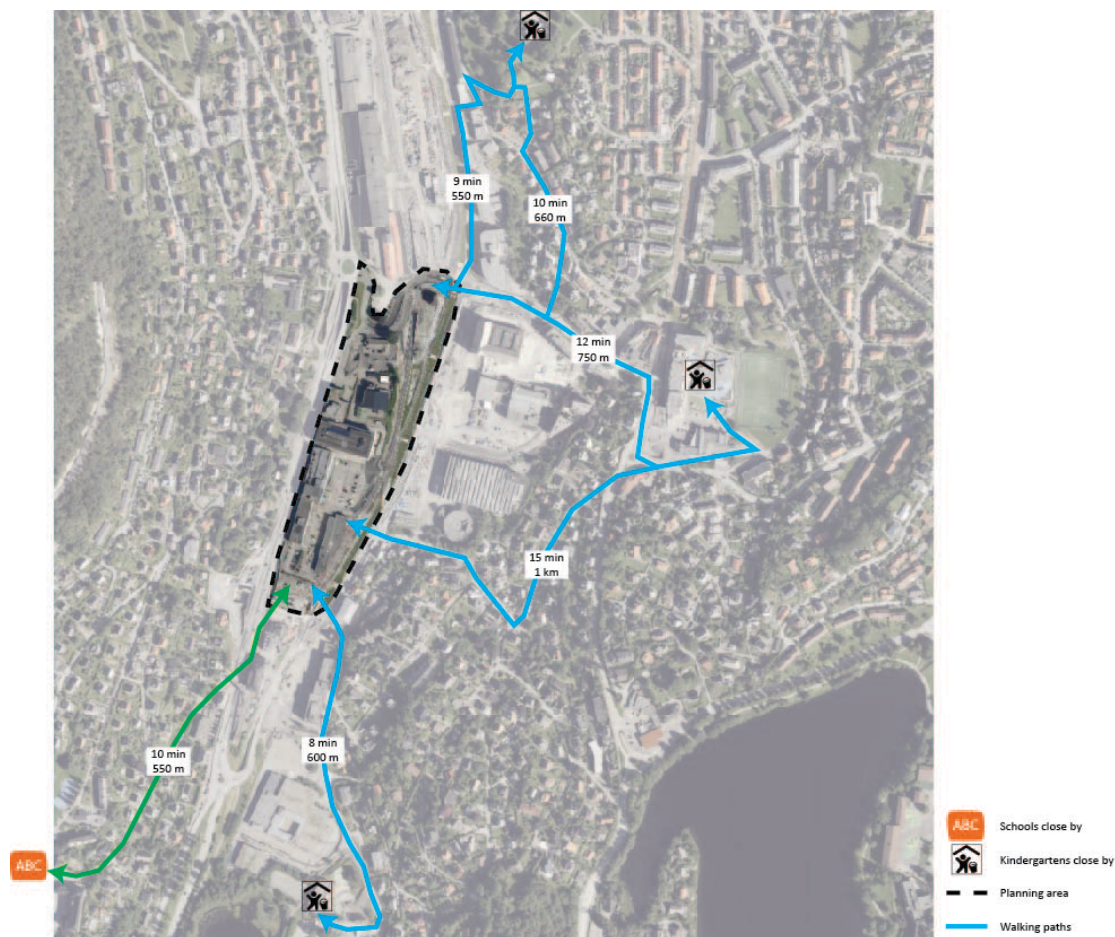 9 min
550 m
10 min
660 m
12 min
750 m
15 min
1 km
10 min
550 m
8 min
600 m
ABC
ABC Schools close by
Kindergartens close by
Planning area
Walking paths